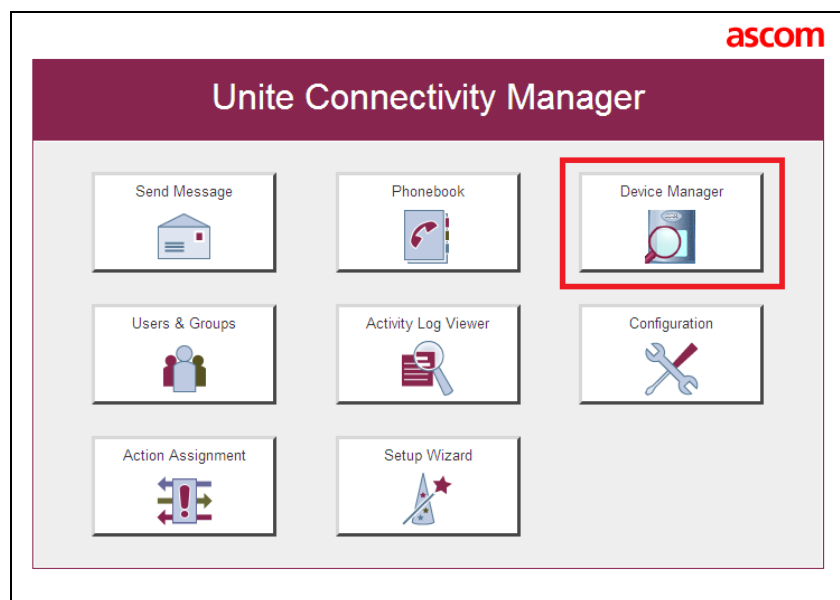 ascom
Unite Connectivity Manager
Send Message
Phonebook
Device Manager
Users & Groups
Activity Log Viewer
Configuration
Action Assignment
Setup Wizard